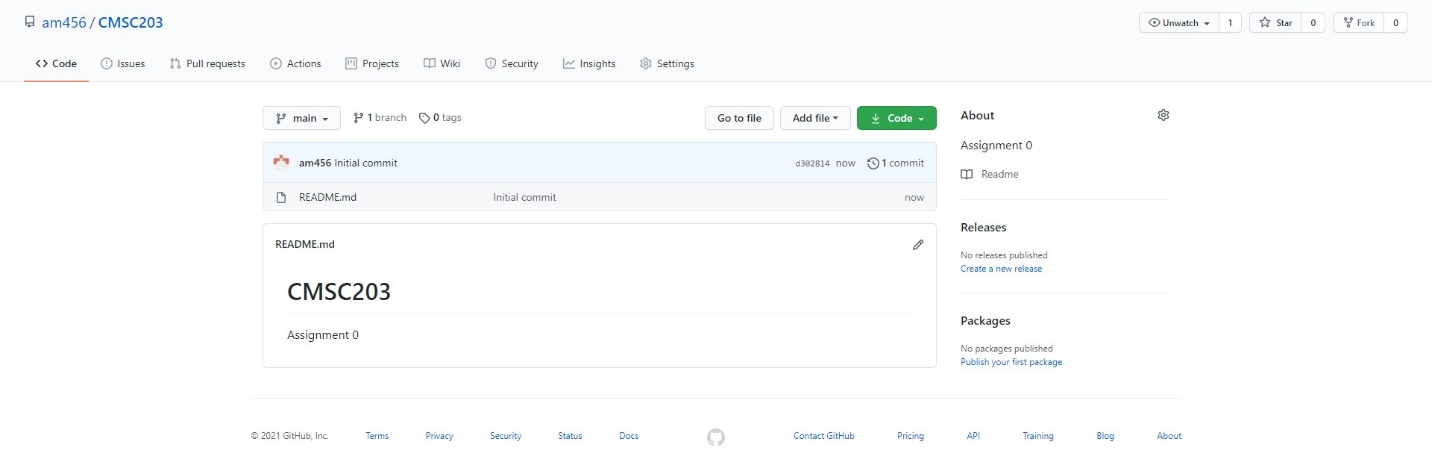 am456 / CMSC203
Unwatch 1 Star 0 Fork 0
Code Issues Pull requests Actions Projects Wiki Security Insights Settings
main 1 branch 0 tags Go to file Add file Code
am456 Initial commit d302814 now 1 commit
README.md Initial commit now
README.md
CMSC203
Assignment 0
About
Assignment 0
Readme
Releases
No releases published
Create a new release
Packages
No packages published
Publish your first package
© 2021 GitHub, Inc. Terms Privacy Security Status Docs Contact GitHub Pricing API Training Blog About